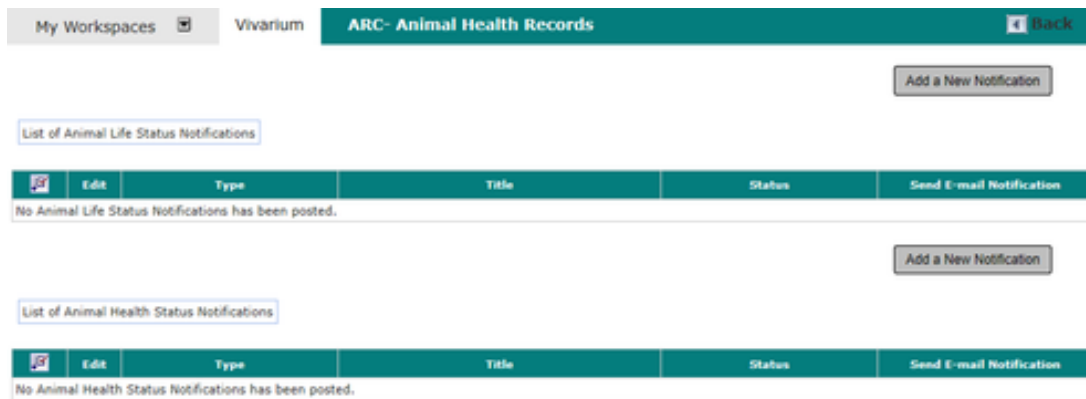 My Workspaces Vivarium ARC- Animal Health Records Back
Add a New Notification
List of Animal Life Status Notifications
Edit Type Title Status Send E-mail Notification
No Animal Life Status Notifications has been posted.
Add a New Notification
List of Animal Health Status Notifications
Edit Type Title Status Send E-mail Notification
No Animal Health Status Notifications has been posted.